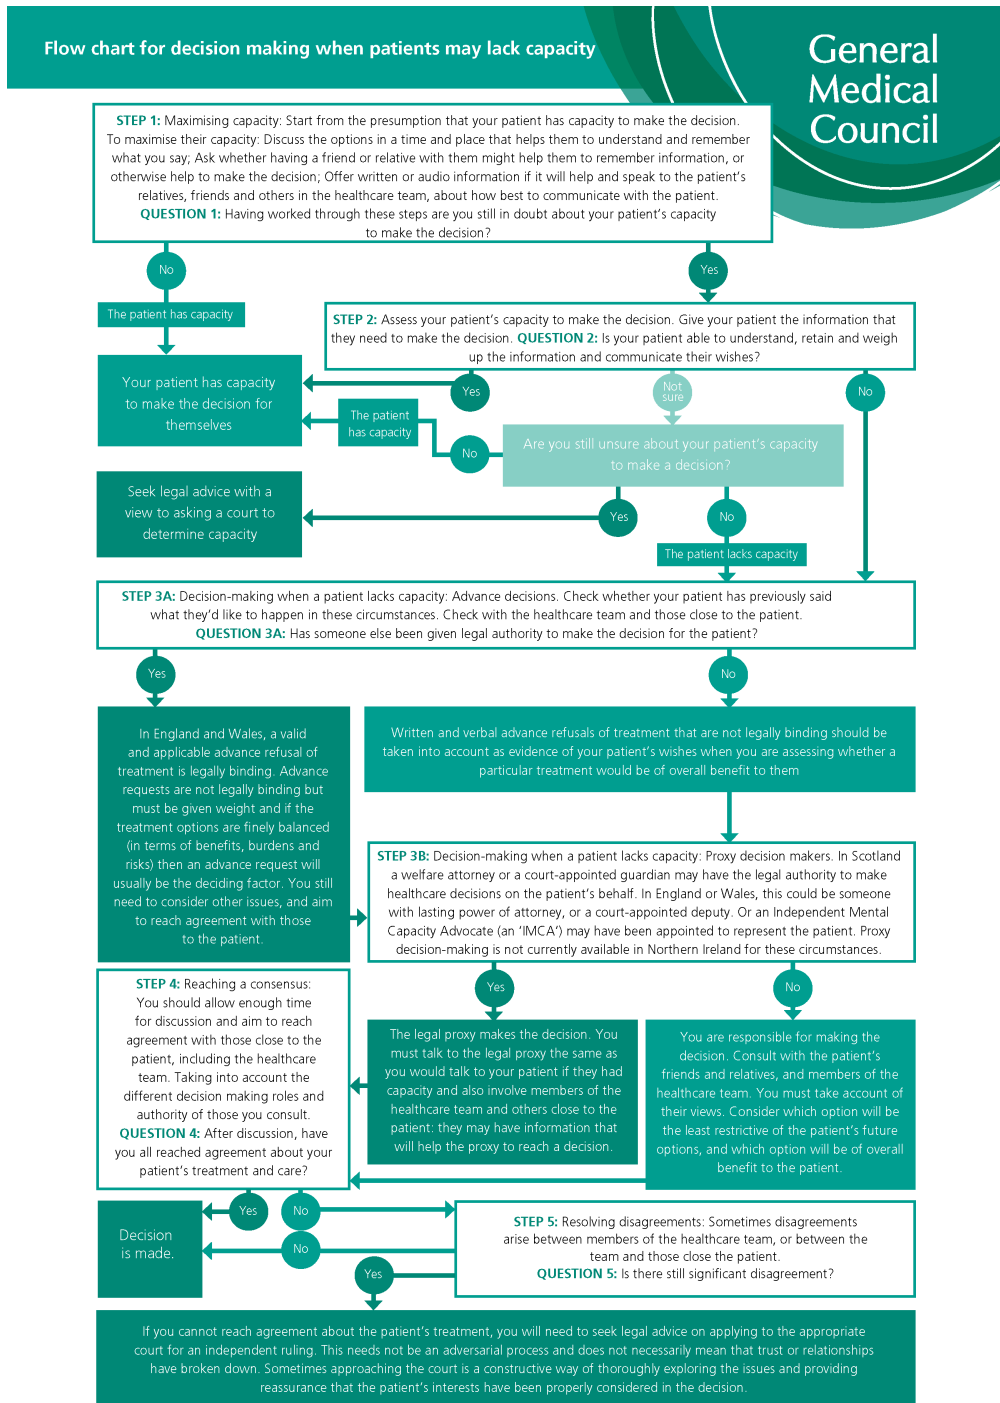 Flow chart for decision making when patients may lack capacity
General
Medical
Council
STEP 1: Maximising capacity: Start from the presumption that your patient has capacity to make the decision.
To maximise their capacity: Discuss the options in a time and place that helps them to understand and remember
what you say; Ask whether having a friend or relative with them might help them to remember information, or
otherwise help to make the decision; Offer written or audio information if it will help and speak to the patient's
relatives, friends and others in the healthcare team, about how best to communicate with the patient.
QUESTION 1: Having worked through these steps are you still in doubt about your patient's capacity
to make the decision?
No
Yes
The patient has capacity
STEP 2: Assess your patient's capacity to make the decision. Give your patient the information that
they need to make the decision. QUESTION 2: Is your patient able to understand, retain and weigh
up the information and communicate their wishes?
Your patient has capacity
to make the decision for
themselves
Yes
Not
sure
No
The patient
has capacity
No
Are you still unsure about your patient's capacity
to make a decision?
Seek legal advice with a
view to asking a court to
determine capacity
Yes
No
The patient lacks capacity
STEP 3A: Decision-making when a patient lacks capacity: Advance decisions. Check whether your patient has previously said
what they'd like to happen in these circumstances. Check with the healthcare team and those close to the patient.
QUESTION 3A: Has someone else been given legal authority to make the decision for the patient?
Yes
No
In England and Wales, a valid
and applicable advance refusal of
treatment is legally binding. Advance
requests are not legally binding but
must be given weight and if the
treatment options are finely balanced
(in terms of benefits, burdens and
risks) then an advance request will
usually be the deciding factor. You still
need to consider other issues, and aim
to reach agreement with those
to the patient.
Written and verbal advance refusals of treatment that are not legally binding should be
taken into account as evidence of your patient's wishes when you are assessing whether a
particular treatment would be of overall benefit to them
STEP 3B: Decision-making when a patient lacks capacity: Proxy decision makers. In Scotland
a welfare attorney or a court-appointed guardian may have the legal authority to make
healthcare decisions on the patient's behalf. In England or Wales, this could be someone
with lasting power of attorney, or a court-appointed deputy. Or an Independent Mental
Capacity Advocate (an 'IMCA') may have been appointed to represent the patient. Proxy
decision-making is not currently available in Northern Ireland for these circumstances.
Yes
No
STEP 4: Reaching a consensus:
You should allow enough time
for discussion and aim to reach
agreement with those close to the
patient, including the healthcare
team. Taking into account the
different decision making roles and
authority of those you consult.
QUESTION 4: After discussion, have
you all reached agreement about your
patient's treatment and care?
The legal proxy makes the decision. You
must talk to the legal proxy the same as
you would talk to your patient if they had
capacity and also involve members of the
healthcare team and others close to the
patient: they may have information that
will help the proxy to reach a decision.
You are responsible for making the
decision. Consult with the patient's
friends and relatives, and members of the
healthcare team. You must take account of
their views. Consider which option will be
the least restrictive of the patient's future
options, and which option will be of overall
benefit to the patient.
Yes
No
Decision
is made.
No
STEP 5: Resolving disagreements: Sometimes disagreements
arise between members of the healthcare team, or between the
team and those close the patient.
QUESTION 5: Is there still significant disagreement?
Yes
If you cannot reach agreement about the patient's treatment, you will need to seek legal advice on applying to the appropriate
court for an independent ruling. This needs not be an adversarial process and does not necessarily mean that trust or relationships
have broken down. Sometimes approaching the court is a constructive way of thoroughly exploring the issues and providing
reassurance that the patient's interests have been properly considered in the decision.